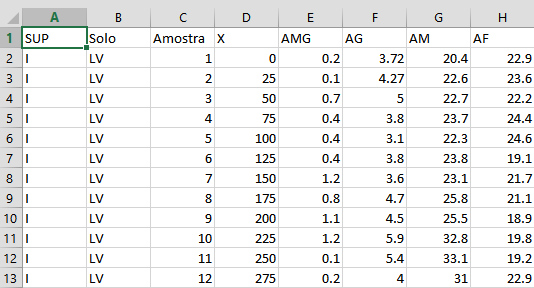 A B C D E F G H
1 SUP Solo Amostra X AMG AG AM AF
2 I LV 1 0 0.2 3.72 20.4 22.9
3 I LV 2 25 0.1 4.27 22.6 23.6
4 I LV 3 50 0.7 5 22.7 22.2
5 I LV 4 75 0.4 3.8 23.7 24.4
6 I LV 5 100 0.4 3.1 22.3 24.6
7 I LV 6 125 0.4 3.8 23.8 19.1
8 I LV 7 150 1.2 3.6 23.1 21.7
9 I LV 8 175 0.8 4.7 25.8 21.1
10 I LV 9 200 1.1 4.5 25.5 18.9
11 I LV 10 225 1.2 5.9 32.8 19.8
12 I LV 11 250 0.1 5.4 33.1 19.2
13 I LV 12 275 0.2 4 31 22.9